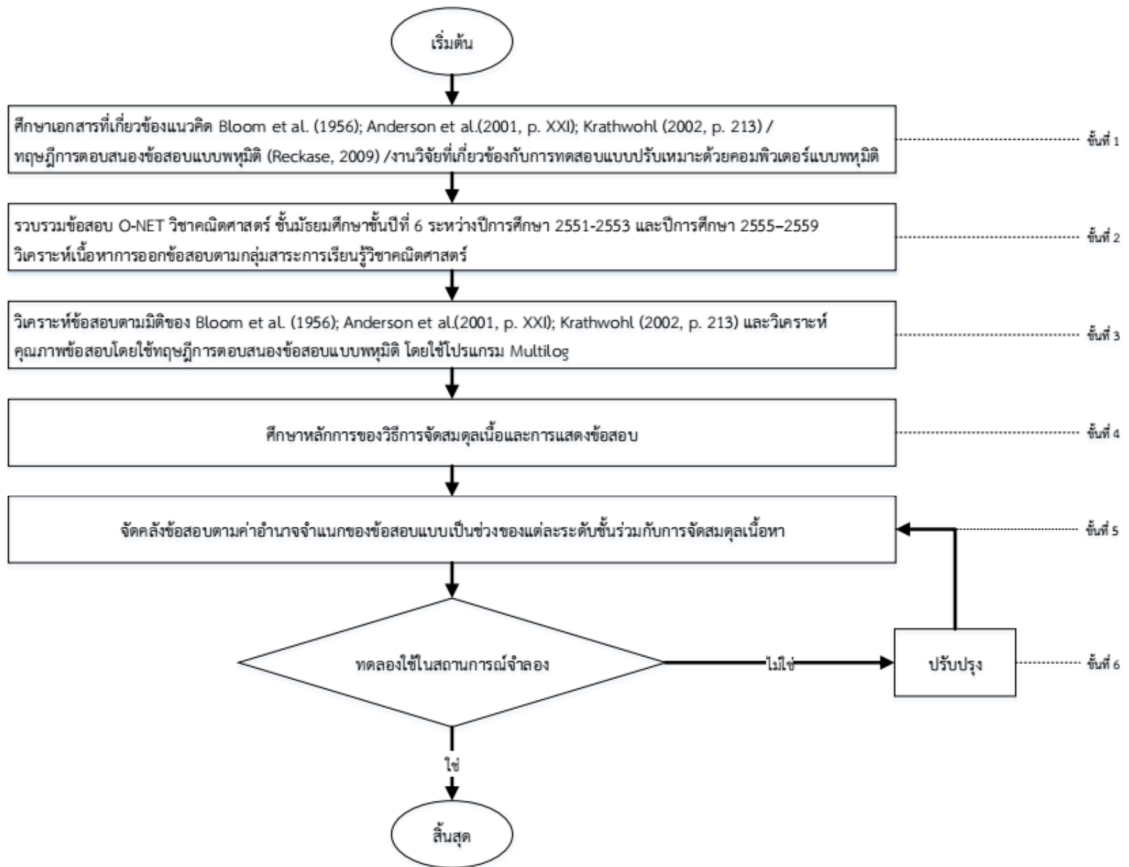 เริ่มต้น
ศึกษาเอกสารที่เกี่ยวข้องแนวคิด Bloom et al. (1956); Anderson et al.(2001, p. XXI); Krathwohl (2002, p. 213) /
ทฤษฎีการตอบสนองข้อสอบแบบพหุมิติ (Reckase, 2009) /งานวิจัยที่เกี่ยวข้องกับการทดสอบแบบปรับเหมาะด้วยคอมพิวเตอร์แบบพหุมิติ
ขั้นที่ 1
รวบรวมข้อสอบ O-NET วิชาคณิตศาสตร์ ชั้นมัธยมศึกษาชั้นปีที่ 6 ระหว่างปีการศึกษา 2551-2553 และปีการศึกษา 2555–2559
วิเคราะห์เนื้อหาการออกข้อสอบตามกลุ่มสาระการเรียนรู้วิชาคณิตศาสตร์
ขั้นที่ 2
วิเคราะห์ข้อสอบตามมิติของ Bloom et al. (1956); Anderson et al.(2001, p. XXI); Krathwohl (2002, p. 213) และวิเคราะห์
คุณภาพข้อสอบโดยใช้ทฤษฎีการตอบสนองข้อสอบแบบพหุมิติ โดยใช้โปรแกรม Multilog
ขั้นที่ 3
ศึกษาหลักการของวิธีการจัดสมดุลเนื้อและการแสดงข้อสอบ
ขั้นที่ 4
จัดคลังข้อสอบตามค่าอำนาจจำแนกของข้อสอบแบบเป็นช่วงของแต่ละระดับชั้นร่วมกับการจัดสมดุลเนื้อหา
ขั้นที่ 5
ทดลองใช้ในสถานการณ์จำลอง
ไม่ใช่
ปรับปรุง
ขั้นที่ 6
ใช่
สิ้นสุด